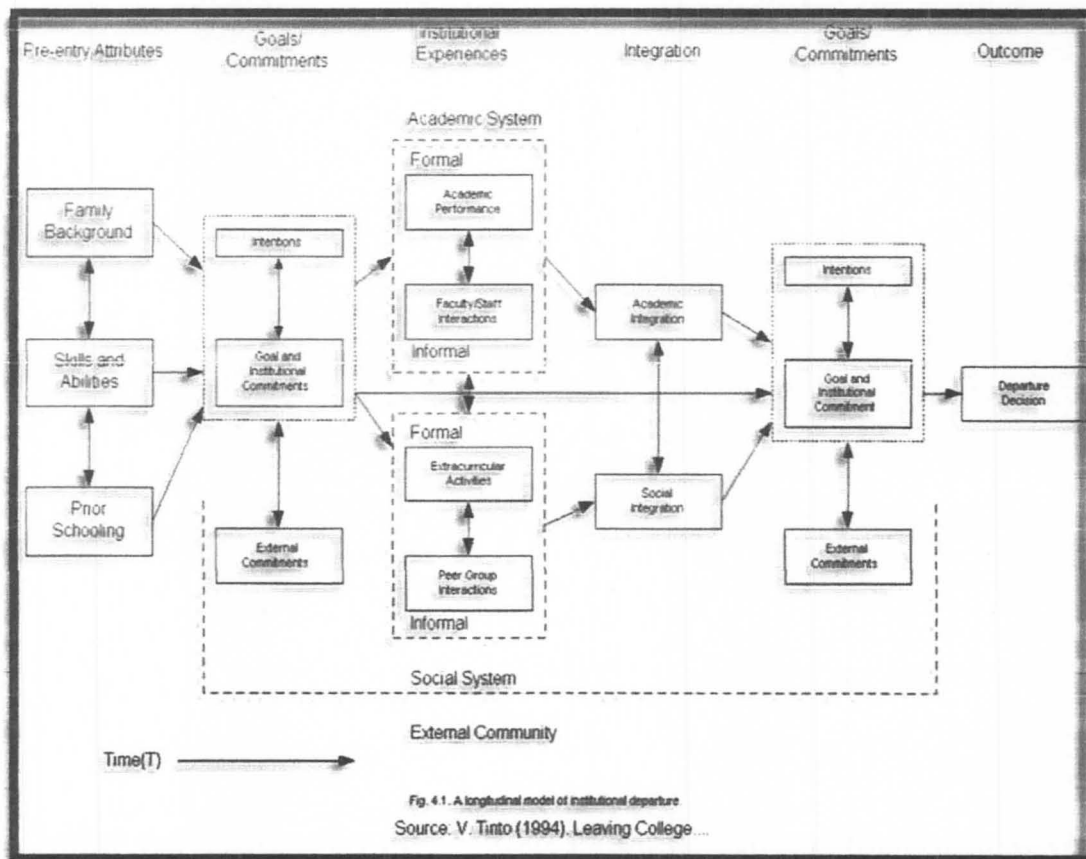 Pre-entry Attributes
Goals/
Commitments
Institutional
Experiences
Integration
Goals/
Commitments
Outcome
Academic System
Formal
Academic
Performance
Faculty/Staff
Interactions
Informal
Family
Background
Skills and
Abilities
Prior
Schooling
Intentions
Goal and
Institutional
Commitments
External
Commitments
Formal
Extracurricular
Activities
Peer Group
Interactions
Informal
Social System
Academic
Integration
Social
Integration
Intentions
Goal and
Institutional
Commitment
External
Commitments
Departure
Decision
External Community
Time(T)
Fig. 4.1. A longitudinal model of institutional departure.
Source: V. Tinto (1994). Leaving College....